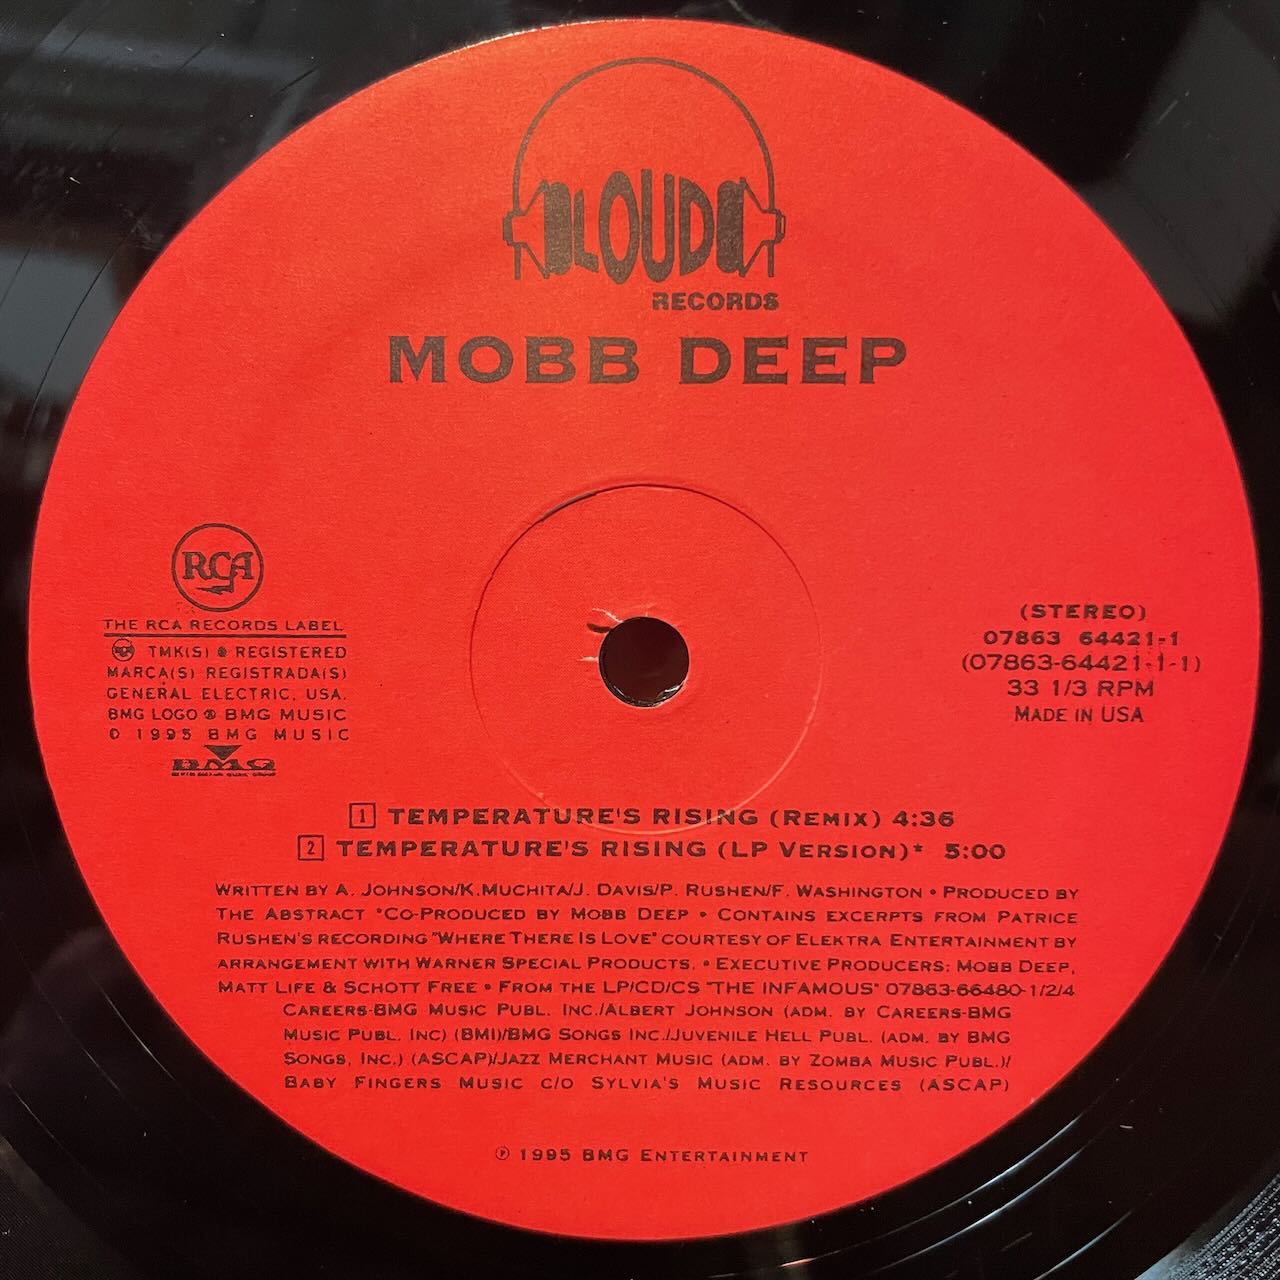 LOUD
RECORDS
MOBB DEEP
RCA
THE RCA RECORDS LABEL
TMK(S) ® REGISTERED
MARCA(S) REGISTRADA(S)
GENERAL ELECTRIC, USA.
BMG LOGO ® BMG MUSIC
© 1995 BMG MUSIC
BMG
(STEREO)
07863 64421-1
(07863-64421-1-1)
33 1/3 RPM
MADE IN USA
1 TEMPERATURE'S RISING (REMIX) 4:36
2 TEMPERATURE'S RISING (LP VERSION)* 5:00
WRITTEN BY A. JOHNSON/K.MUCHITA/J. DAVIS/P. RUSHEN/F. WASHINGTON • PRODUCED BY
THE ABSTRACT *CO-PRODUCED BY MOBB DEEP • CONTAINS EXCERPTS FROM PATRICE
RUSHEN'S RECORDING "WHERE THERE IS LOVE" COURTESY OF ELEKTRA ENTERTAINMENT BY
ARRANGEMENT WITH WARNER SPECIAL PRODUCTS. • EXECUTIVE PRODUCERS: MOBB DEEP,
MATT LIFE & SCHOTT FREE • FROM THE LP/CD/CS "THE INFAMOUS" 07863-66480-1/2/4
CAREERS-BMG MUSIC PUBL. INC./ALBERT JOHNSON (ADM. BY CAREERS-BMG
MUSIC PUBL. INC) (BMI)/BMG SONGS INC./JUVENILE HELL PUBL. (ADM. BY BMG
SONGS, INC.) (ASCAP)/JAZZ MERCHANT MUSIC (ADM. BY ZOMBA MUSIC PUBL.)/
BABY FINGERS MUSIC C/O SYLVIA'S MUSIC RESOURCES (ASCAP)
℗ 1995 BMG ENTERTAINMENT